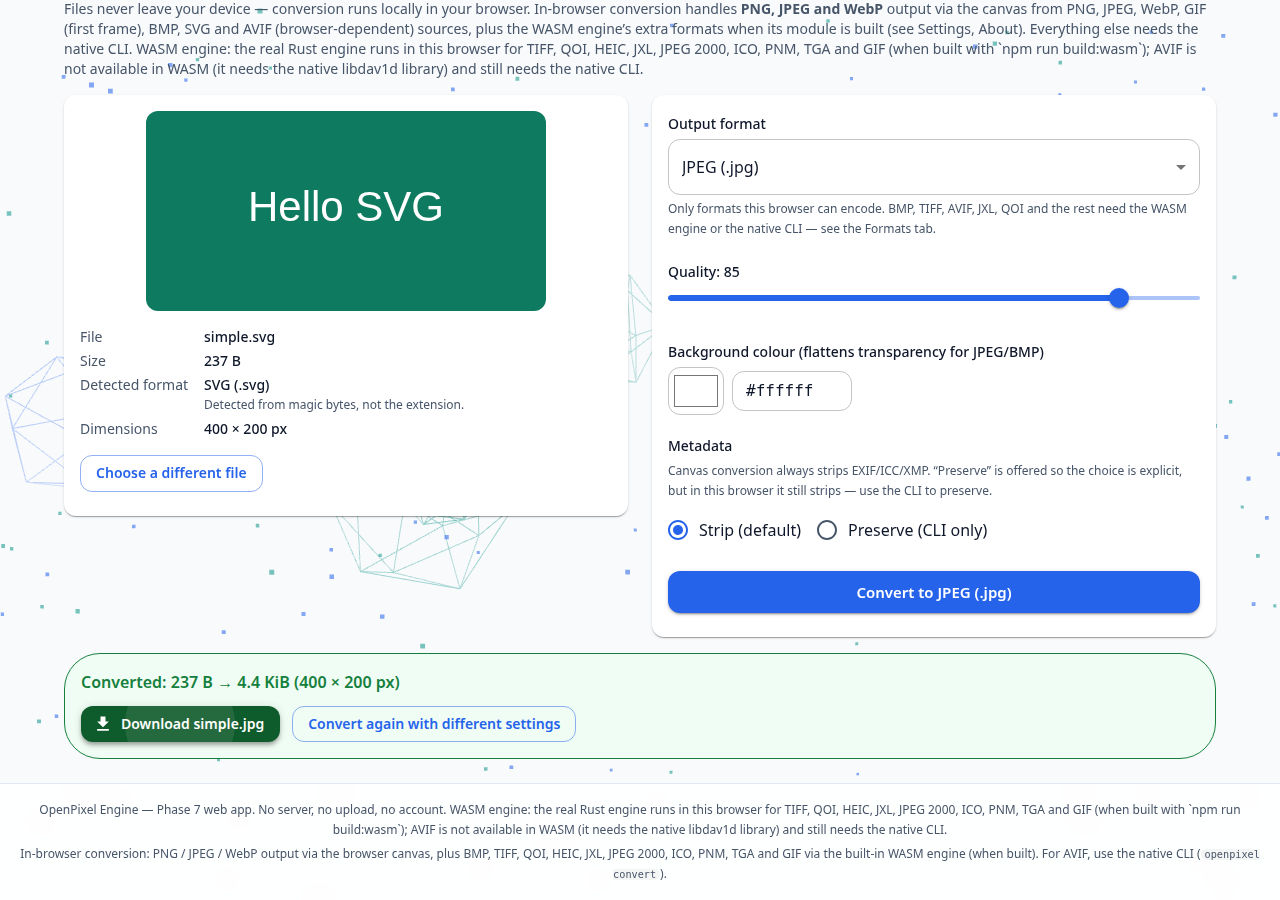 Files never leave your device — conversion runs locally in your browser. In-browser conversion handles PNG, JPEG and WebP output via the canvas from PNG, JPEG, WebP, GIF
(first frame), BMP, SVG and AVIF (browser-dependent) sources, plus the WASM engine's extra formats when its module is built (see Settings, About). Everything else needs the
native CLI. WASM engine: the real Rust engine runs in this browser for TIFF, QOI, HEIC, JXL, JPEG 2000, ICO, PNM, TGA and GIF (when built with `npm run build:wasm`); AVIF is
not available in WASM (it needs the native libdav1d library) and still needs the native CLI.
Hello SVG
File simple.svg
Size 237 B
Detected format SVG (.svg)
Detected from magic bytes, not the extension.
Dimensions 400 × 200 px
Choose a different file
Output format
JPEG (.jpg)
Only formats this browser can encode. BMP, TIFF, AVIF, JXL, QOI and the rest need the WASM
engine or the native CLI — see the Formats tab.
Quality: 85
Background colour (flattens transparency for JPEG/BMP)
#ffffff
Metadata
Canvas conversion always strips EXIF/ICC/XMP. “Preserve” is offered so the choice is explicit,
but in this browser it still strips — use the CLI to preserve.
Strip (default) Preserve (CLI only)
Convert to JPEG (.jpg)
Converted: 237 B → 4.4 KiB (400 × 200 px)
Download simple.jpg Convert again with different settings
OpenPixel Engine — Phase 7 web app. No server, no upload, no account. WASM engine: the real Rust engine runs in this browser for TIFF, QOI, HEIC, JXL, JPEG 2000, ICO, PNM, TGA and GIF (when built with `npm run
build:wasm`); AVIF is not available in WASM (it needs the native libdav1d library) and still needs the native CLI.
In-browser conversion: PNG / JPEG / WebP output via the browser canvas, plus BMP, TIFF, QOI, HEIC, JXL, JPEG 2000, ICO, PNM, TGA and GIF via the built-in WASM engine (when built). For AVIF, use the native CLI ( openpixel
convert ).